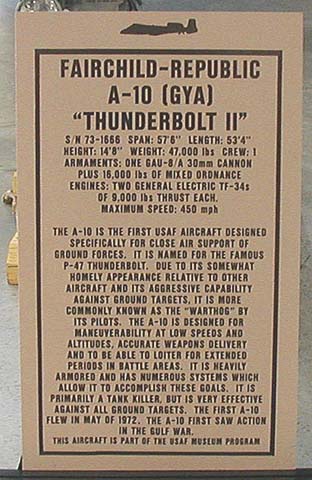 FAIRCHILD-REPUBLIC
A-10 (GYA)
"THUNDERBOLT II"
S/N 73-1666 SPAN: 57'6" LENGTH: 53'4"
HEIGHT: 14'8" WEIGHT: 47,000 lbs CREW: 1
ARMAMENTS: ONE GAU-8/A 30mm CANNON
PLUS 16,000 lbs OF MIXED ORDNANCE
ENGINES: TWO GENERAL ELECTRIC TF-34s
OF 9,000 lbs THRUST EACH.
MAXIMUM SPEED: 450 mph
THE A-10 IS THE FIRST USAF AIRCRAFT DESIGNED
SPECIFICALLY FOR CLOSE AIR SUPPORT OF
GROUND FORCES. IT IS NAMED FOR THE FAMOUS
P-47 THUNDERBOLT. DUE TO ITS SOMEWHAT
HOMELY APPEARANCE RELATIVE TO OTHER
AIRCRAFT AND ITS AGGRESSIVE CAPABILITY
AGAINST GROUND TARGETS, IT IS MORE
COMMONLY KNOWN AS THE "WARTHOG" BY
ITS PILOTS. THE A-10 IS DESIGNED FOR
MANEUVERABILITY AT LOW SPEEDS AND
ALTITUDES, ACCURATE WEAPONS DELIVERY
AND TO BE ABLE TO LOITER FOR EXTENDED
PERIODS IN BATTLE AREAS. IT IS HEAVILY
ARMORED AND HAS NUMEROUS SYSTEMS WHICH
ALLOW IT TO ACCOMPLISH THESE GOALS. IT IS
PRIMARILY A TANK KILLER, BUT IS VERY EFFECTIVE
AGAINST ALL GROUND TARGETS. THE FIRST A-10
FLEW IN MAY OF 1972. THE A-10 FIRST SAW ACTION
IN THE GULF WAR.
THIS AIRCRAFT IS PART OF THE USAF MUSEUM PROGRAM